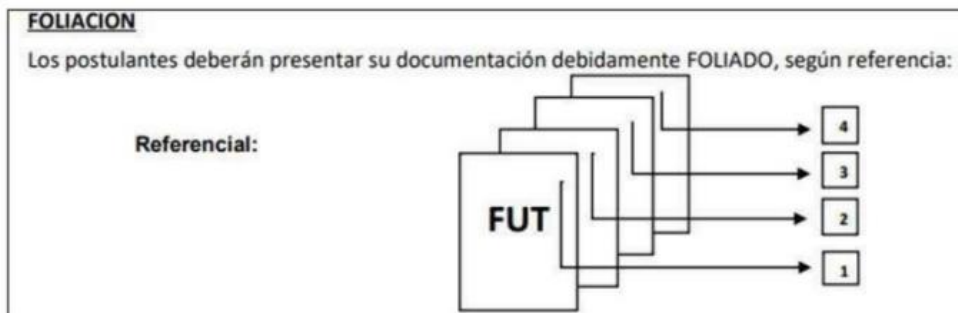 FOLIACION
Los postulantes deberán presentar su documentación debidamente FOLIADO, según referencia:
Referencial:
4
3
2
FUT
1